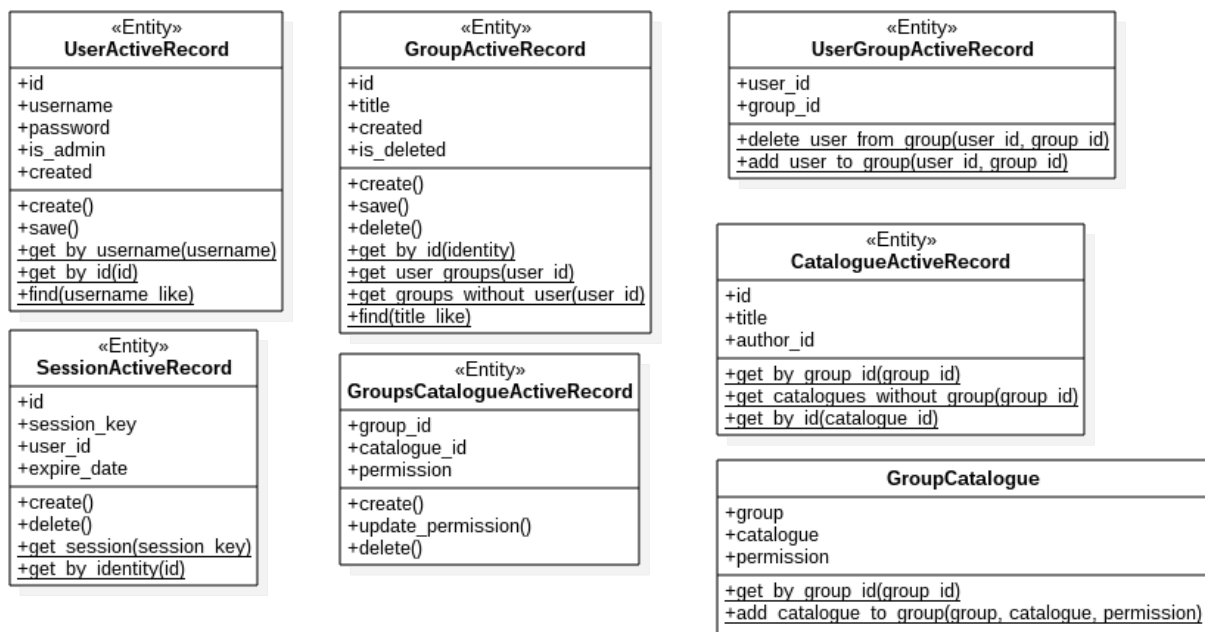 «Entity»
UserActiveRecord
+id
+username
+password
+is_admin
+created
+create()
+save()
+get_by_username(username)
+get_by_id(id)
+find(username_like)
«Entity»
SessionActiveRecord
+id
+session_key
+user_id
+expire_date
+create()
+delete()
+get_session(session_key)
+get_by_identity(id)
«Entity»
GroupActiveRecord
+id
+title
+created
+is_deleted
+create()
+save()
+delete()
+get_by_id(identity)
+get_user_groups(user_id)
+get_groups_without_user(user_id)
+find(title_like)
«Entity»
GroupsCatalogueActiveRecord
+group_id
+catalogue_id
+permission
+create()
+update_permission()
+delete()
«Entity»
UserGroupActiveRecord
+user_id
+group_id
+delete_user_from_group(user_id, group_id)
+add_user_to_group(user_id, group_id)
«Entity»
CatalogueActiveRecord
+id
+title
+author_id
+get_by_group_id(group_id)
+get_catalogues_without_group(group_id)
+get_by_id(catalogue_id)
GroupCatalogue
+group
+catalogue
+permission
+get_by_group_id(group_id)
+add_catalogue_to_group(group, catalogue, permission)